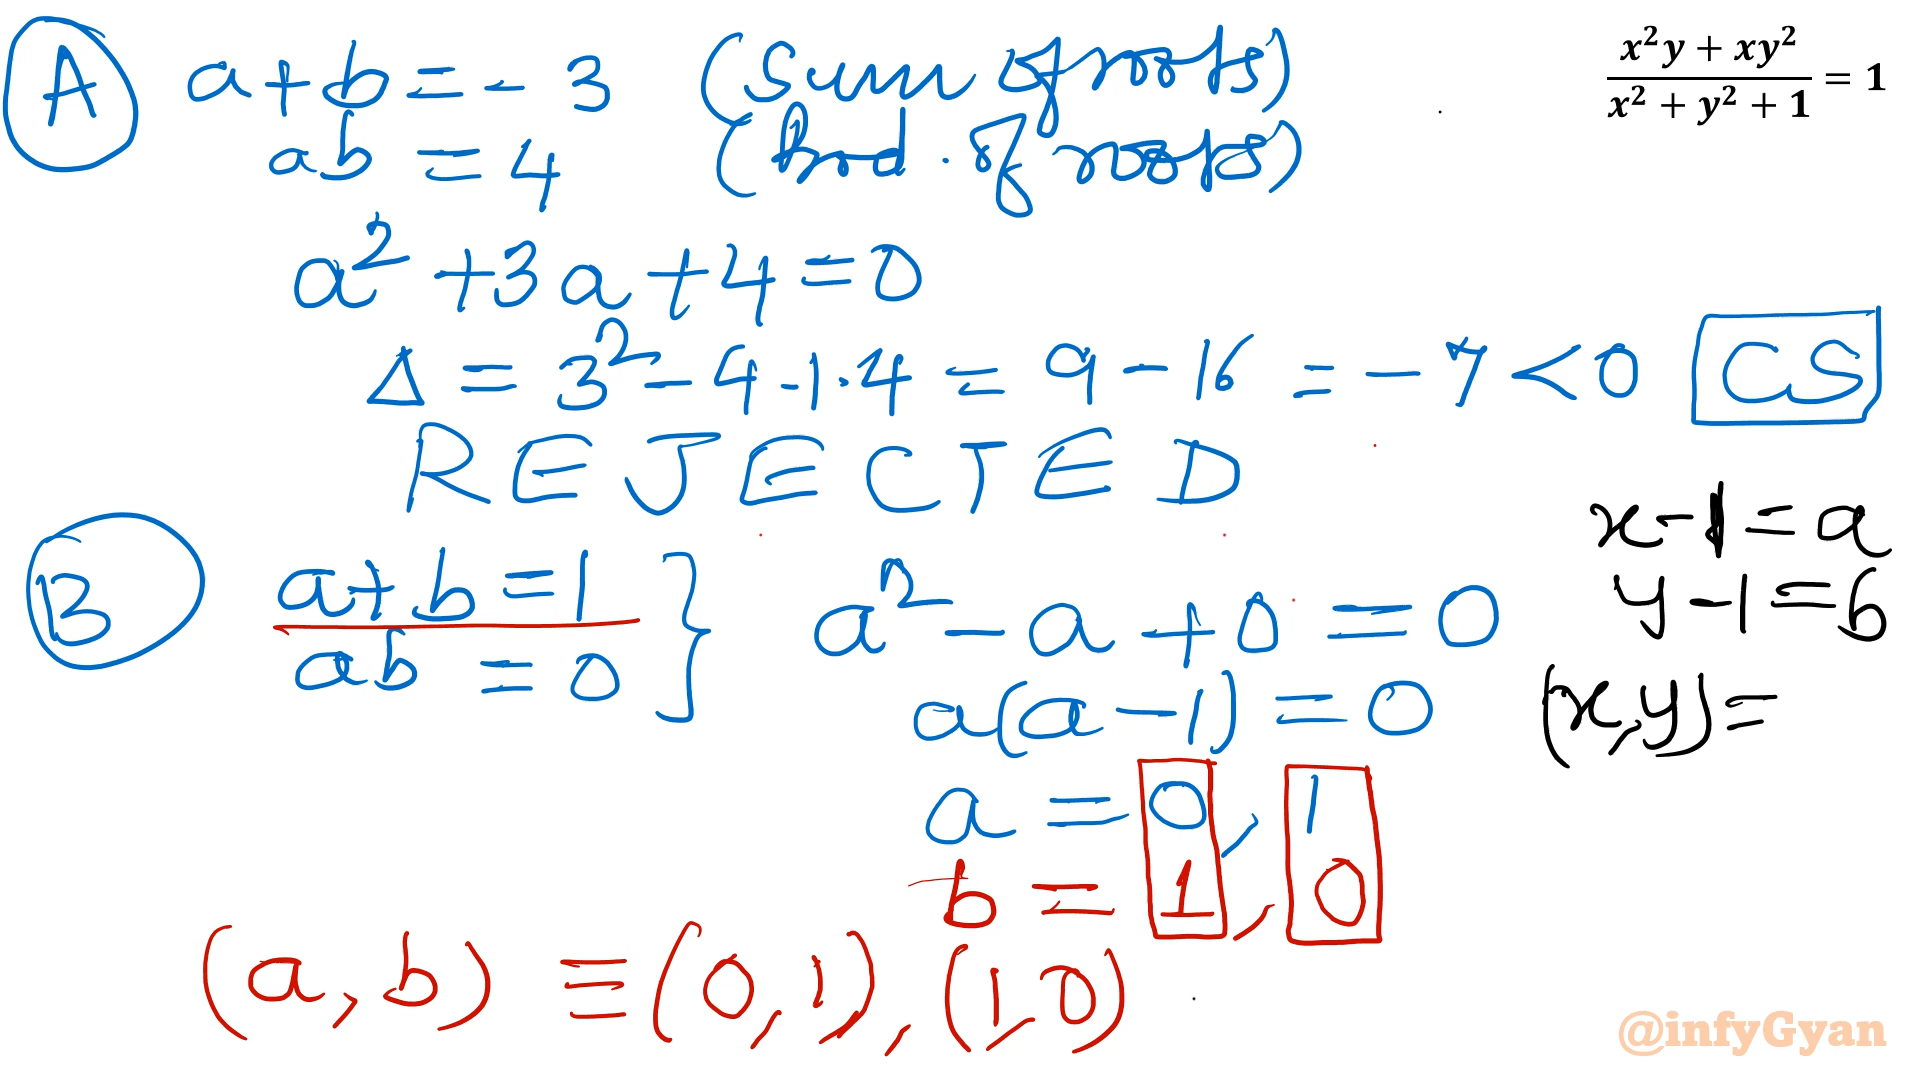 A a+b=-3 (Sum of roots)
ab = 4 (Prod. of roots)
x²y + xy² / x² + y² + 1 = 1
a² +3a+4=0
Δ = 3² - 4·1·4 = 9-16 = -7<0 CS
REJECTED
B a+b=1
ab = 0 }
a² - a + 0 = 0
a(a-1) = 0
a = 0, 1
b = 1, 0
(a, b) ≡ (0,1), (1,0)
x-1=a
y-1=b
(x,y)=
@infyGyan